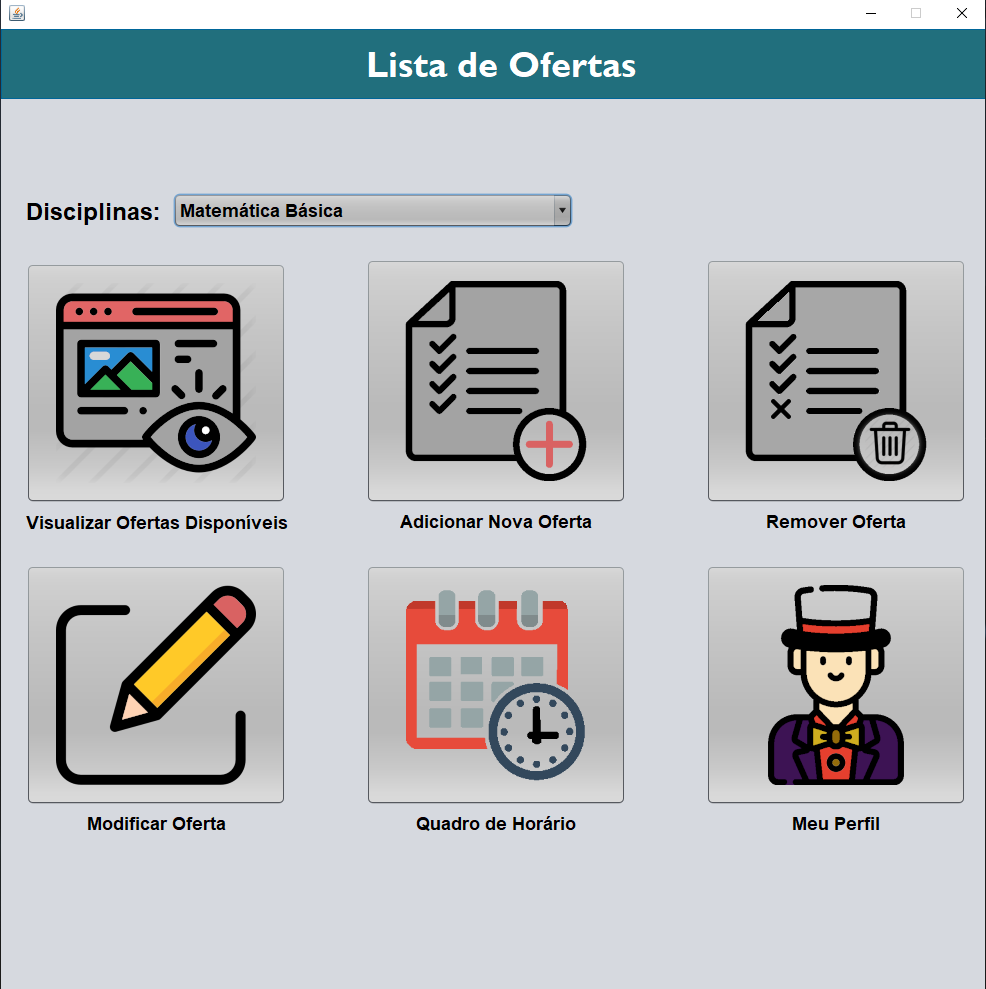 Lista de Ofertas
Disciplinas: Matemática Básica
Visualizar Ofertas Disponíveis
Adicionar Nova Oferta
Remover Oferta
Modificar Oferta
Quadro de Horário
Meu Perfil